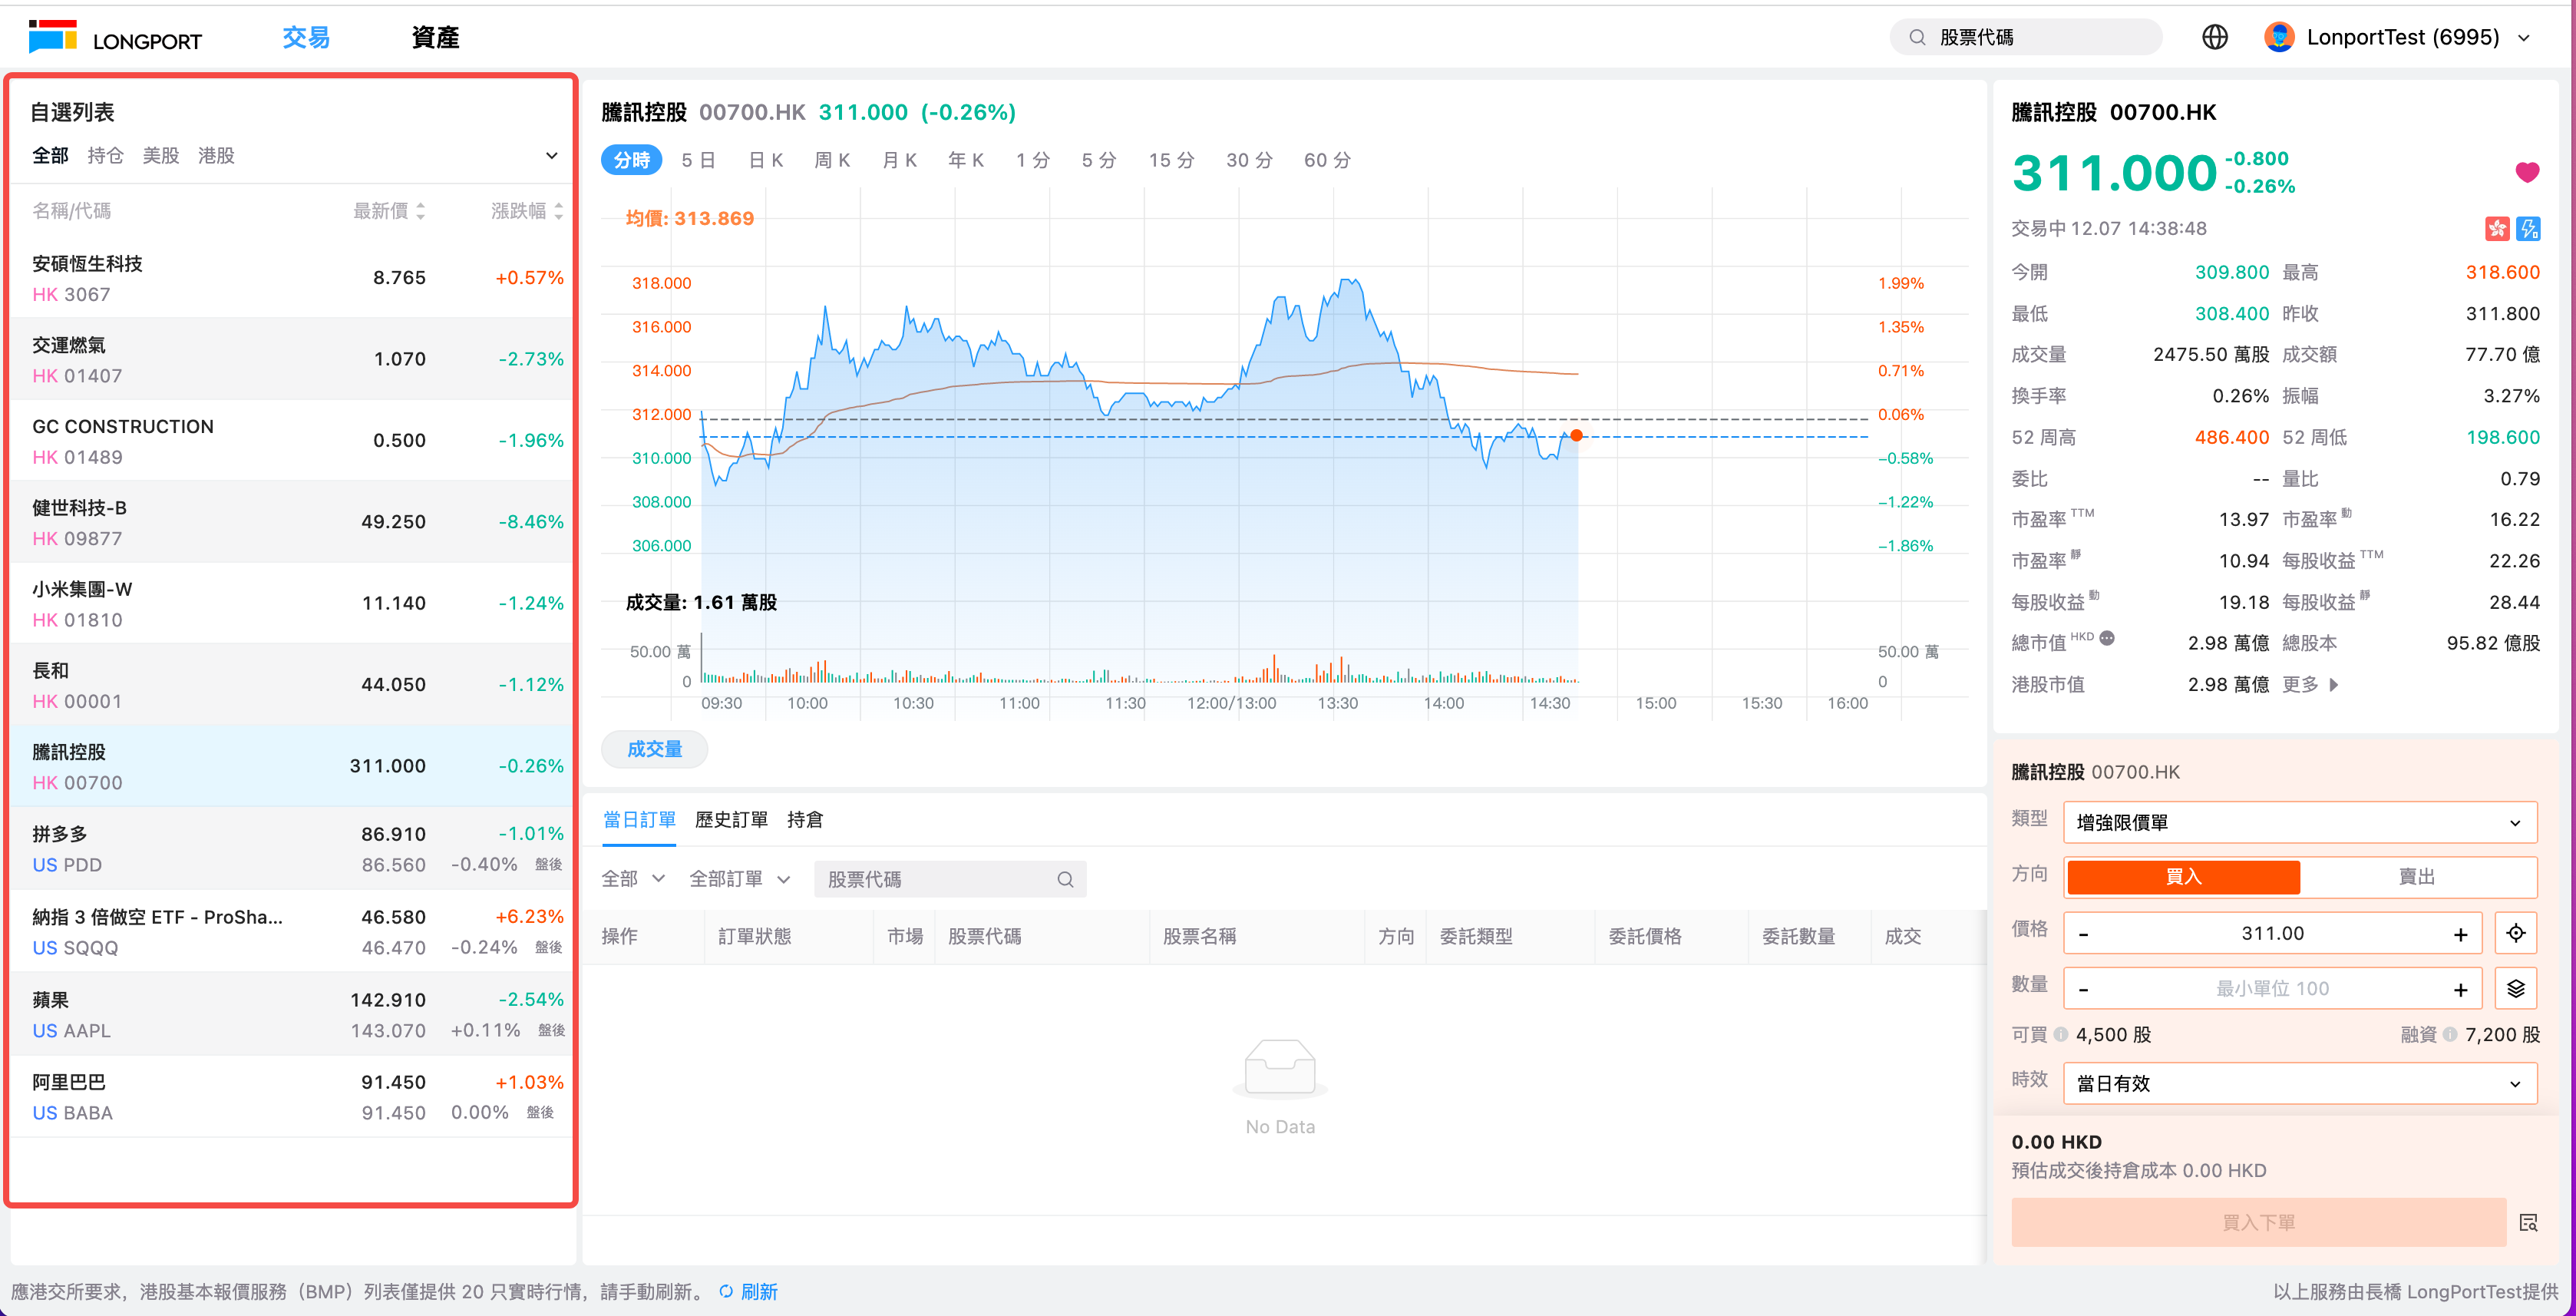 LONGPORT 交易 資產 股票代碼 LonportTest (6995)
自選列表
全部 持仓 美股 港股
名稱/代碼 最新價 漲跌幅
安碩恆生科技 8.765 +0.57%
HK 3067
交運燃氣 1.070 -2.73%
HK 01407
GC CONSTRUCTION 0.500 -1.96%
HK 01489
健世科技-B 49.250 -8.46%
HK 09877
小米集團-W 11.140 -1.24%
HK 01810
長和 44.050 -1.12%
HK 00001
騰訊控股 311.000 -0.26%
HK 00700
拼多多 86.910 -1.01%
US PDD 86.560 -0.40% 盤後
納指 3 倍做空 ETF - ProSha... 46.580 +6.23%
US SQQQ 46.470 -0.24% 盤後
蘋果 142.910 -2.54%
US AAPL 143.070 +0.11% 盤後
阿里巴巴 91.450 +1.03%
US BABA 91.450 0.00% 盤後
騰訊控股 00700.HK 311.000 (-0.26%)
分時 5 日 日 K 周 K 月 K 年 K 1 分 5 分 15 分 30 分 60 分
均價: 313.869
318.000 1.99%
316.000 1.35%
314.000 0.71%
312.000 0.06%
310.000 -0.58%
308.000 -1.22%
306.000 -1.86%
成交量: 1.61 萬股
50.00 萬 50.00 萬
0 0
09:30 10:00 10:30 11:00 11:30 12:00/13:00 13:30 14:00 14:30 15:00 15:30 16:00
成交量
當日訂單 歷史訂單 持倉
全部 全部訂單 股票代碼
操作 訂單狀態 市場 股票代碼 股票名稱 方向 委託類型 委託價格 委託數量 成交
No Data
騰訊控股 00700.HK
311.000 -0.800
-0.26%
交易中 12.07 14:38:48
今開 309.800 最高 318.600
最低 308.400 昨收 311.800
成交量 2475.50 萬股 成交額 77.70 億
換手率 0.26% 振幅 3.27%
52 周高 486.400 52 周低 198.600
委比 -- 量比 0.79
市盈率 TTM 13.97 市盈率 動 16.22
市盈率 靜 10.94 每股收益 TTM 22.26
每股收益 動 19.18 每股收益 靜 28.44
總市值 HKD 2.98 萬億 總股本 95.82 億股
港股市值 2.98 萬億 更多
騰訊控股 00700.HK
類型 增強限價單
方向 買入 賣出
價格 - 311.00 +
數量 - 最小單位 100 +
可買 4,500 股 融資 7,200 股
時效 當日有效
0.00 HKD
預估成交後持倉成本 0.00 HKD
買入下單
應港交所要求，港股基本報價服務（BMP）列表僅提供 20 只實時行情，請手動刷新。 刷新
以上服務由長橋 LongPortTest提供